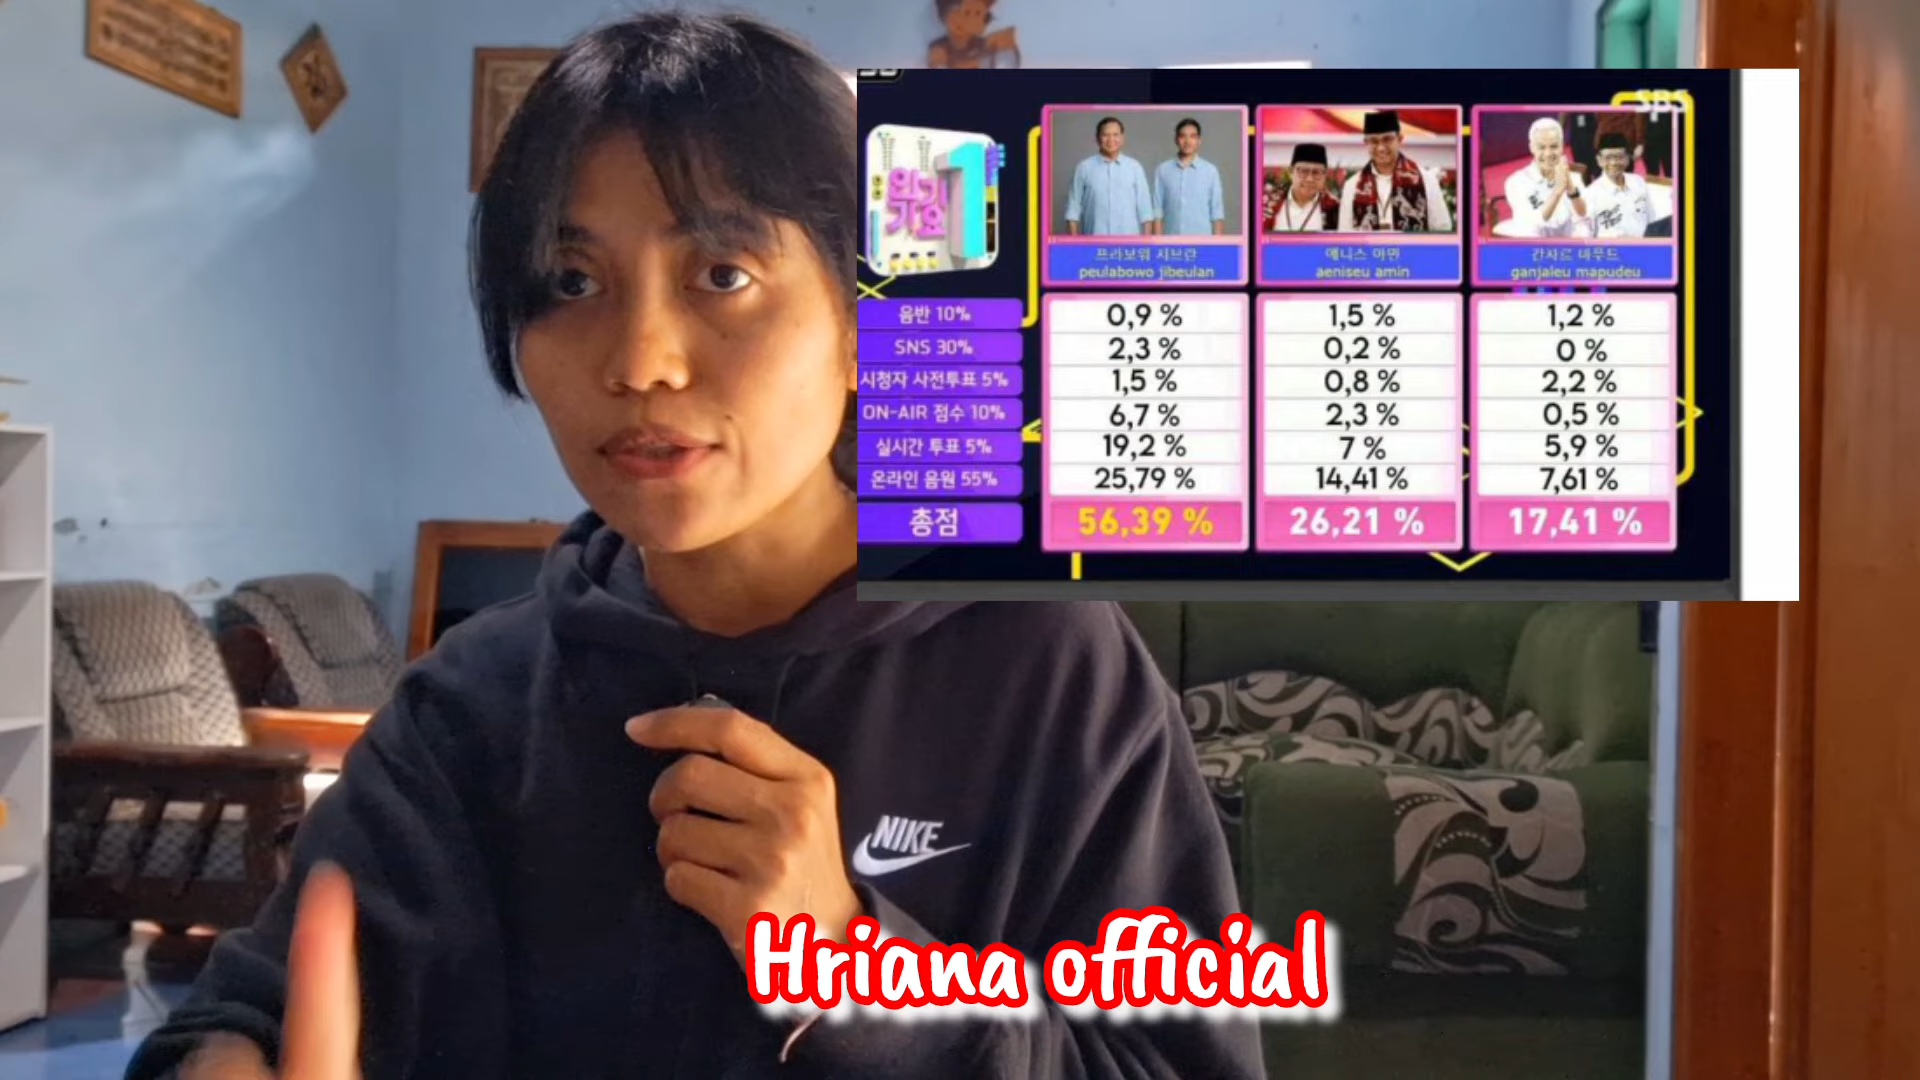 SBS
인기
가요
1
프라보워 지브란
peulabowo jibeulan
애니스 아민
aeniseu amin
간자르 마푸드
ganjaleu mapudeu
음반 10% 0,9 % 1,5 % 1,2 %
SNS 30% 2,3 % 0,2 % 0 %
시청자 사전투표 5% 1,5 % 0,8 % 2,2 %
ON-AIR 점수 10% 6,7 % 2,3 % 0,5 %
실시간 투표 5% 19,2 % 7 % 5,9 %
온라인 음원 55% 25,79 % 14,41 % 7,61 %
총점 56,39 % 26,21 % 17,41 %
NIKE
Hriana official